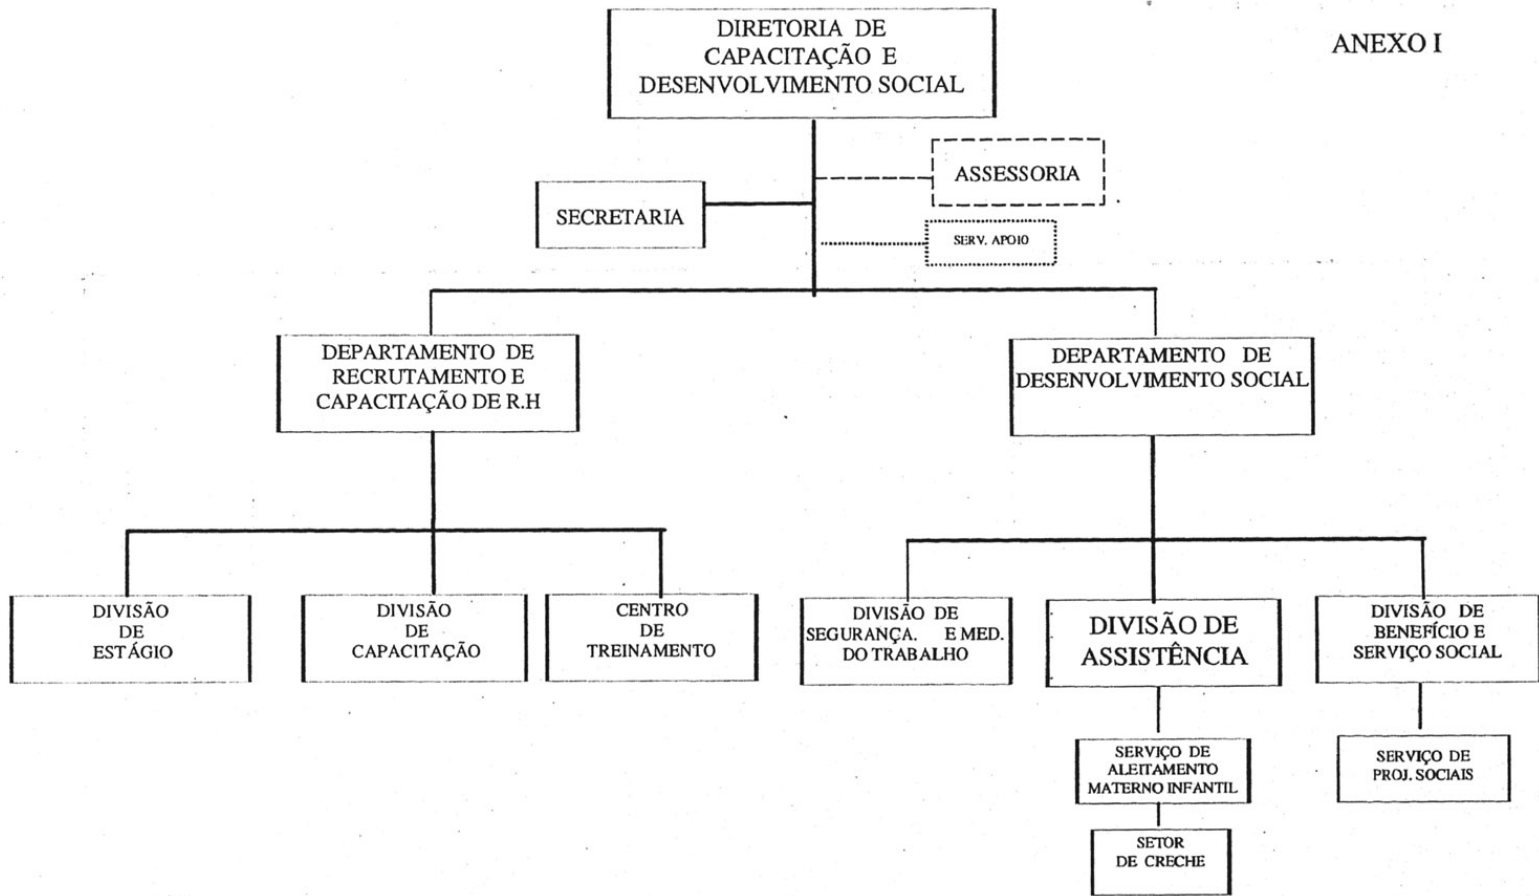 DIRETORIA DE
CAPACITAÇÃO E
DESENVOLVIMENTO SOCIAL
ANEXO I
ASSESSORIA
SECRETARIA
SERV. APOIO
DEPARTAMENTO DE
RECRUTAMENTO E
CAPACITAÇÃO DE R.H
DEPARTAMENTO DE
DESENVOLVIMENTO SOCIAL
DIVISÃO
DE
ESTÁGIO
DIVISÃO
DE
CAPACITAÇÃO
CENTRO
DE
TREINAMENTO
DIVISÃO DE
SEGURANÇA. E MED.
DO TRABALHO
DIVISÃO DE
ASSISTÊNCIA
DIVISÃO DE
BENEFÍCIO E
SERVIÇO SOCIAL
SERVIÇO DE
ALEITAMENTO
MATERNO INFANTIL
SERVIÇO DE
PROJ. SOCIAIS
SETOR
DE CRECHE